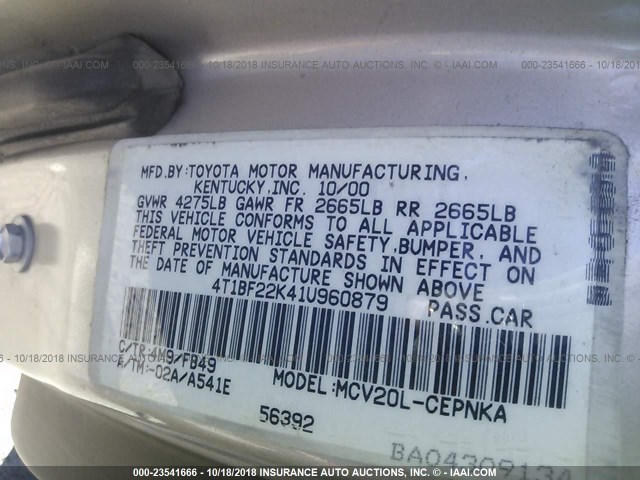 000-23541666 - 10/18/2018 INSURANCE AUTO AUCTIONS, INC. © - IAAI.COM
MFD.BY:TOYOTA MOTOR MANUFACTURING,
KENTUCKY,INC. 10/00
GVWR 4275LB GAWR FR 2665LB RR 2665LB
THIS VEHICLE CONFORMS TO ALL APPLICABLE
FEDERAL MOTOR VEHICLE SAFETY,BUMPER, AND
THEFT PREVENTION STANDARDS IN EFFECT ON
THE DATE OF MANUFACTURE SHOWN ABOVE
4T1BF22K41U960879 PASS.CAR
C/TR:4M9/FB49
A/TM:-02A/A541E
MODEL:MCV20L-CEPNKA
56392
000-23541666 - 10/18/2018 INSURANCE AUTO AUCTIONS, INC. © - IAAI.COM